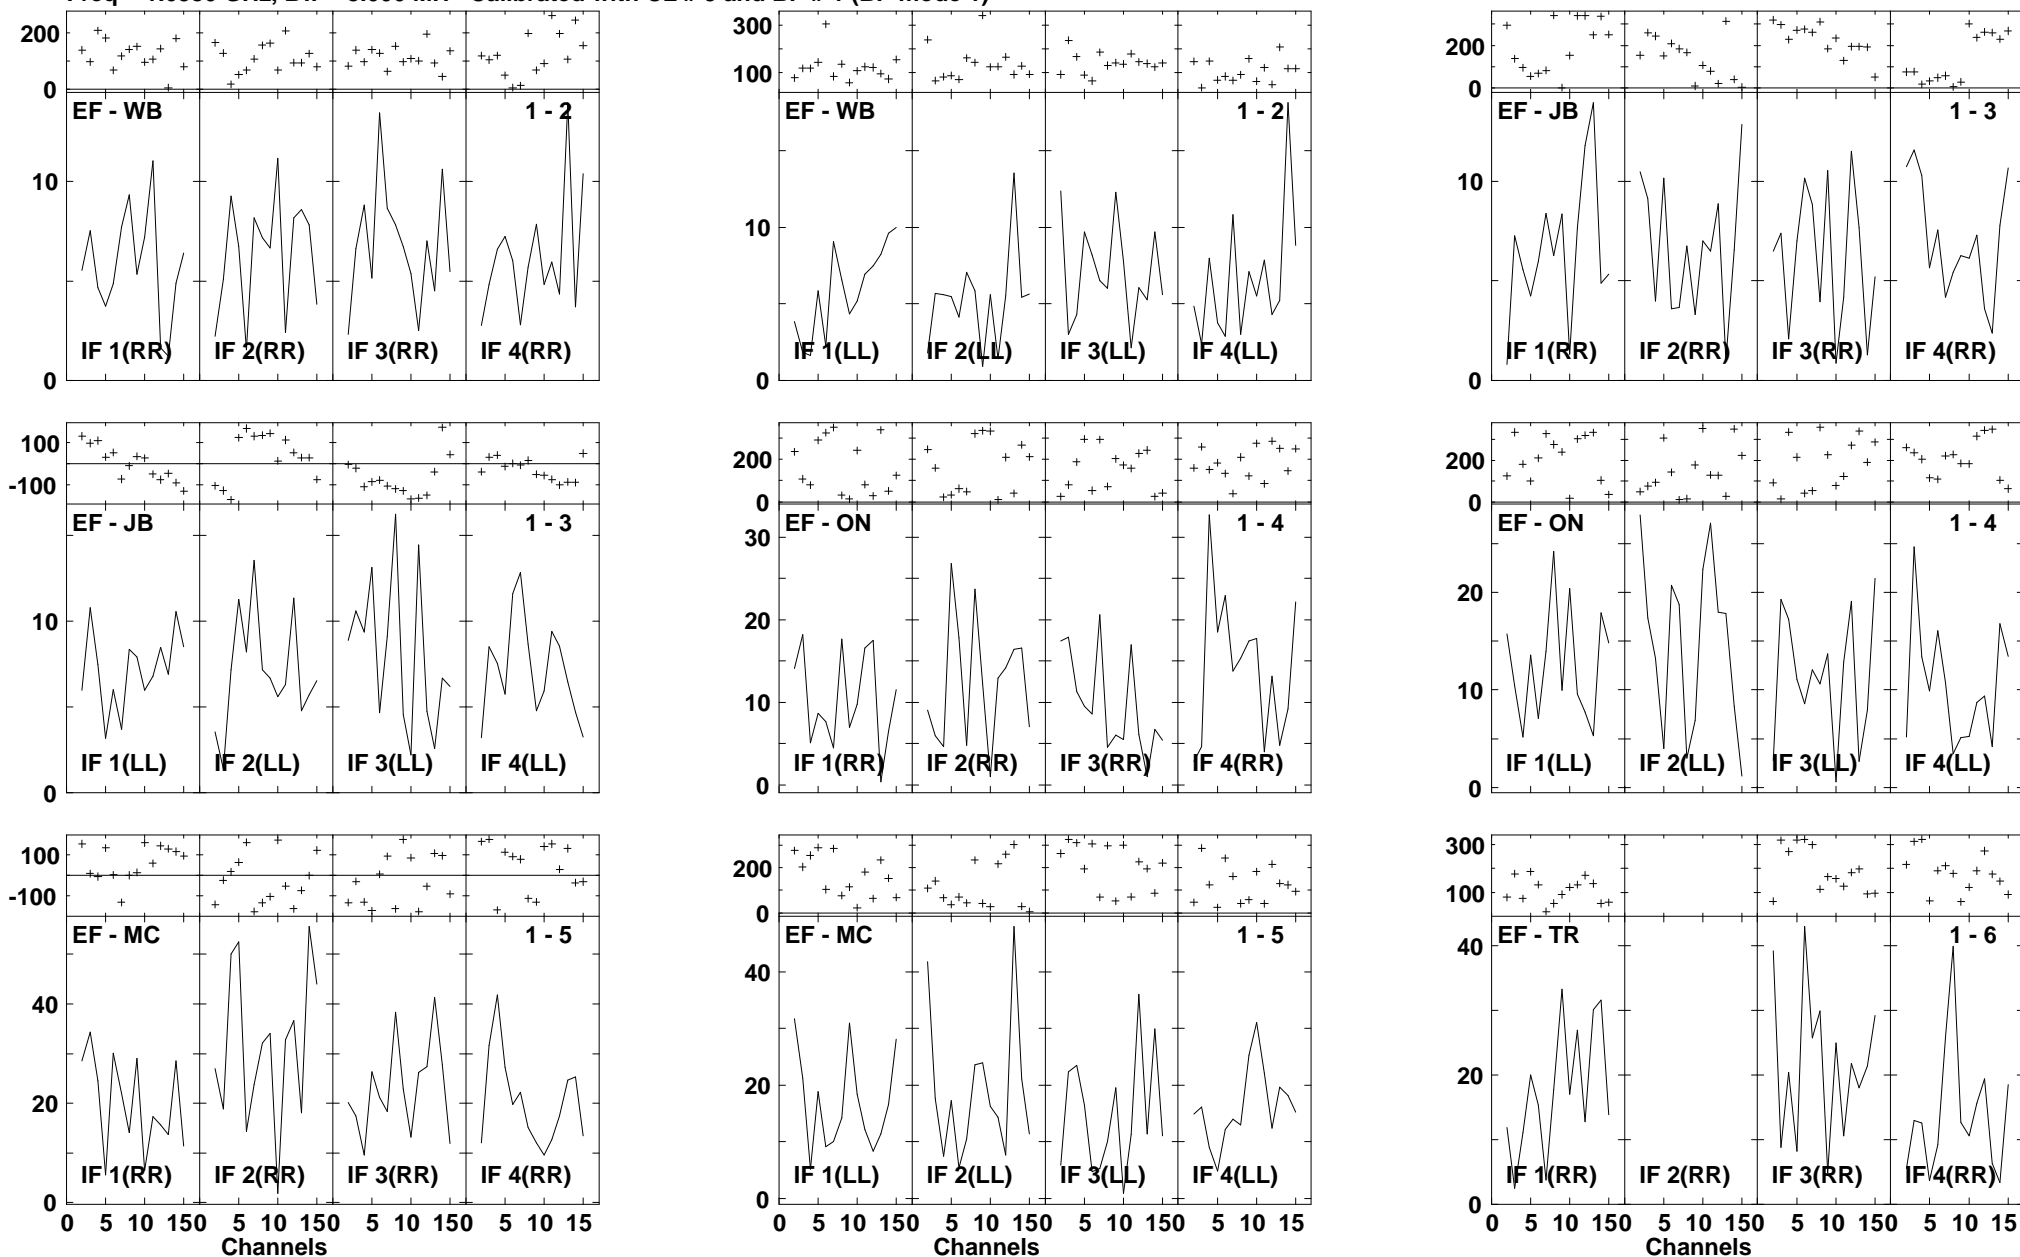 200
0
EF - WB
1 - 2
10
0
IF 1(RR)
IF 2(RR)
IF 3(RR)
IF 4(RR)
300
100
EF - WB
1 - 2
10
0
IF 1(LL)
IF 2(LL)
IF 3(LL)
IF 4(LL)
200
0
EF - JB
1 - 3
10
0
IF 1(RR)
IF 2(RR)
IF 3(RR)
IF 4(RR)
100
-100
EF - JB
1 - 3
10
0
IF 1(LL)
IF 2(LL)
IF 3(LL)
IF 4(LL)
200
0
EF - ON
1 - 4
30
20
10
0
IF 1(RR)
IF 2(RR)
IF 3(RR)
IF 4(RR)
200
0
EF - ON
1 - 4
20
10
0
IF 1(LL)
IF 2(LL)
IF 3(LL)
IF 4(LL)
100
-100
EF - MC
1 - 5
40
20
0
IF 1(RR)
IF 2(RR)
IF 3(RR)
IF 4(RR)
0 5 10 150 5 10 150 5 10 150 5 10 15
Channels
200
0
EF - MC
1 - 5
40
20
0
IF 1(LL)
IF 2(LL)
IF 3(LL)
IF 4(LL)
0 5 10 150 5 10 150 5 10 150 5 10 15
Channels
300
100
EF - TR
1 - 6
40
20
0
IF 1(RR)
IF 2(RR)
IF 3(RR)
IF 4(RR)
0 5 10 150 5 10 150 5 10 150 5 10 15
Channels